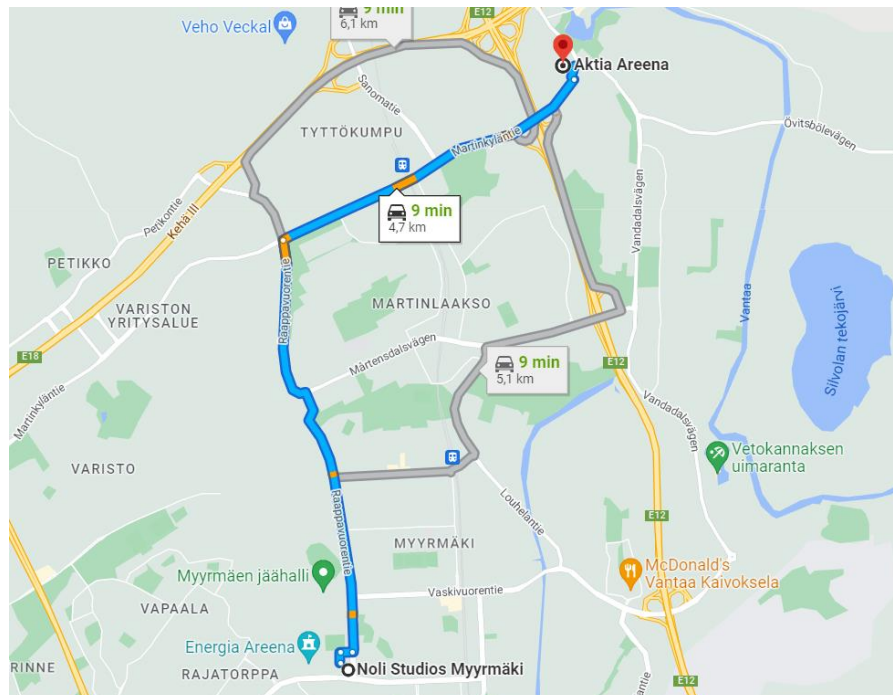 9 min
6,1 km
E12
Veho Veckal
Aktia Areena
Sanomatie
TYTTÖKUMPU
Martinkyläntie
Övitsbölevägen
Vandadalsvägen
9 min
4,7 km
Petikontie
Kehä III
PETIKKO
Raappavuorentie
VARISTON
YRITYSALUE
MARTINLAAKSO
Vantaa
Silvolan tekojärvi
E18
Mårtensdalsvägen
E12
9 min
5,1 km
Martinkyläntie
Vandadalsvägen
VARISTO
Vetokannaksen
uimaranta
Raappavuorentie
Louhelantie
E12
MYYRMÄKI
Myyrmäen jäähalli
McDonald's
Vantaa Kaivoksela
Vaskivuorentie
VAPAALA
Energia Areena
RINNE
RAJATORPPA
Noli Studios Myyrmäki
E12